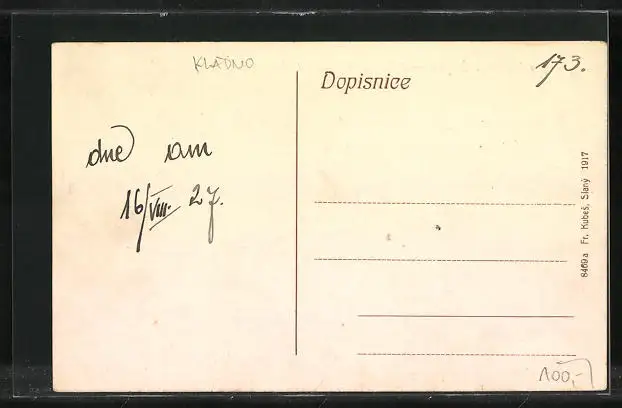 KLADNO
dne am
16/VIII. 27.
Dopisnice
173.
8469a Fr. Kubeš, Slaný 1917
100,-